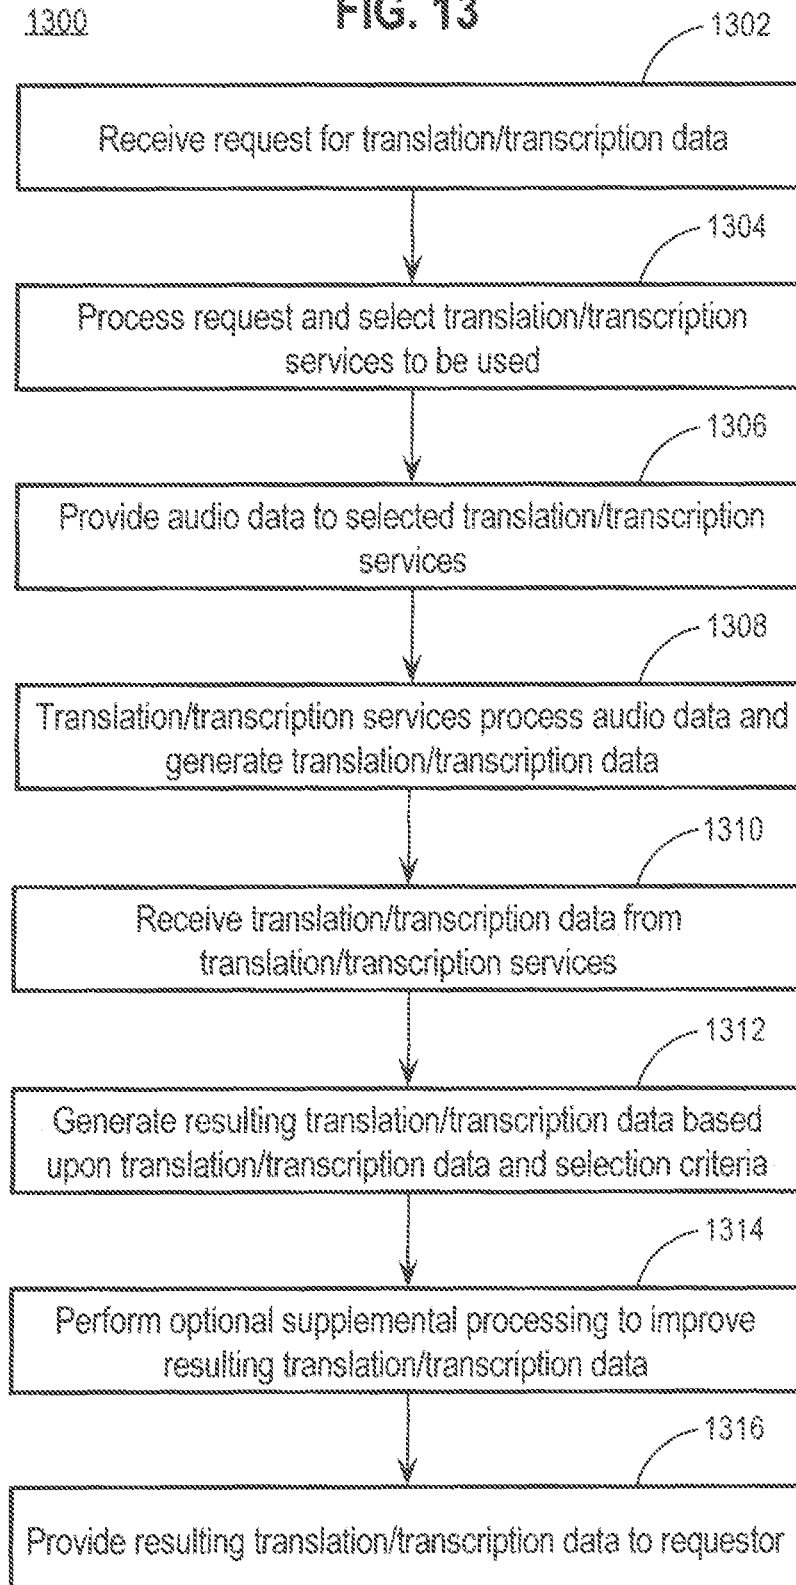 1300
FIG. 13
1302
Receive request for translation/transcription data
1304
Process request and select translation/transcription
services to be used
1306
Provide audio data to selected translation/transcription
services
1308
Translation/transcription services process audio data and
generate translation/transcription data
1310
Receive translation/transcription data from
translation/transcription services
1312
Generate resulting translation/transcription data based
upon translation/transcription data and selection criteria
1314
Perform optional supplemental processing to improve
resulting translation/transcription data
1316
Provide resulting translation/transcription data to requestor